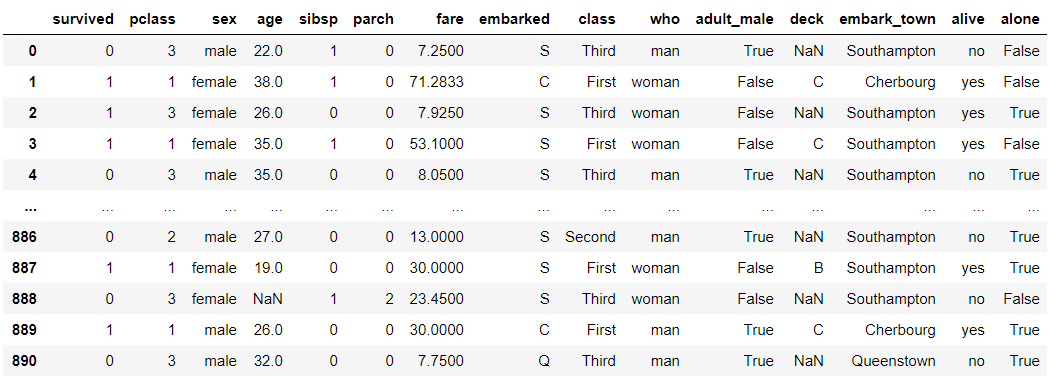 survived pclass sex age sibsp parch fare embarked class who adult_male deck embark_town alive alone
0 0 3 male 22.0 1 0 7.2500 S Third man True NaN Southampton no False
1 1 1 female 38.0 1 0 71.2833 C First woman False C Cherbourg yes False
2 1 3 female 26.0 0 0 7.9250 S Third woman False NaN Southampton yes True
3 1 1 female 35.0 1 0 53.1000 S First woman False C Southampton yes False
4 0 3 male 35.0 0 0 8.0500 S Third man True NaN Southampton no True
... ... ... ... ... ... ... ... ... ... ... ... ... ... ... ...
886 0 2 male 27.0 0 0 13.0000 S Second man True NaN Southampton no True
887 1 1 female 19.0 0 0 30.0000 S First woman False B Southampton yes True
888 0 3 female NaN 1 2 23.4500 S Third woman False NaN Southampton no False
889 1 1 male 26.0 0 0 30.0000 C First man True C Cherbourg yes True
890 0 3 male 32.0 0 0 7.7500 Q Third man True NaN Queenstown no True